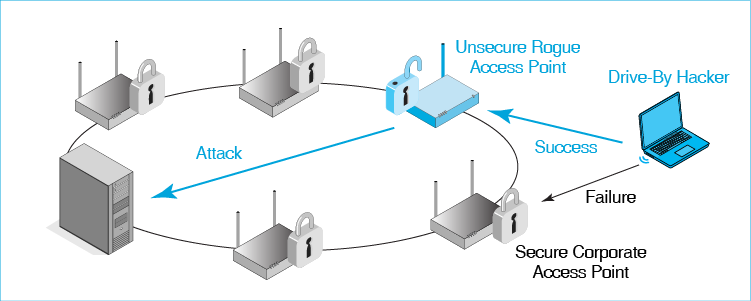 Unsecure Rogue
Access Point
Drive-By Hacker
Attack
Success
Failure
Secure Corporate
Access Point